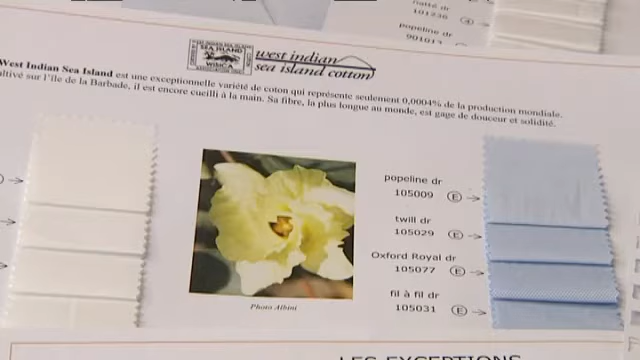 natté dr
101236
popeline dr
901013
SEA ISLAND
WISICA
west indian
sea island cotton
West Indian Sea Island est une exceptionnelle variété de coton qui représente seulement 0,0004% de la production mondiale.
ultivé sur l'île de la Barbade, il est encore cueilli à la main. Sa fibre, la plus longue au monde, est gage de douceur et solidité.
popeline dr
105009 E
twill dr
105029 E
Oxford Royal dr
105077 E
fil à fil dr
105031 E
Photo Albini
LES EXCEPTIONS